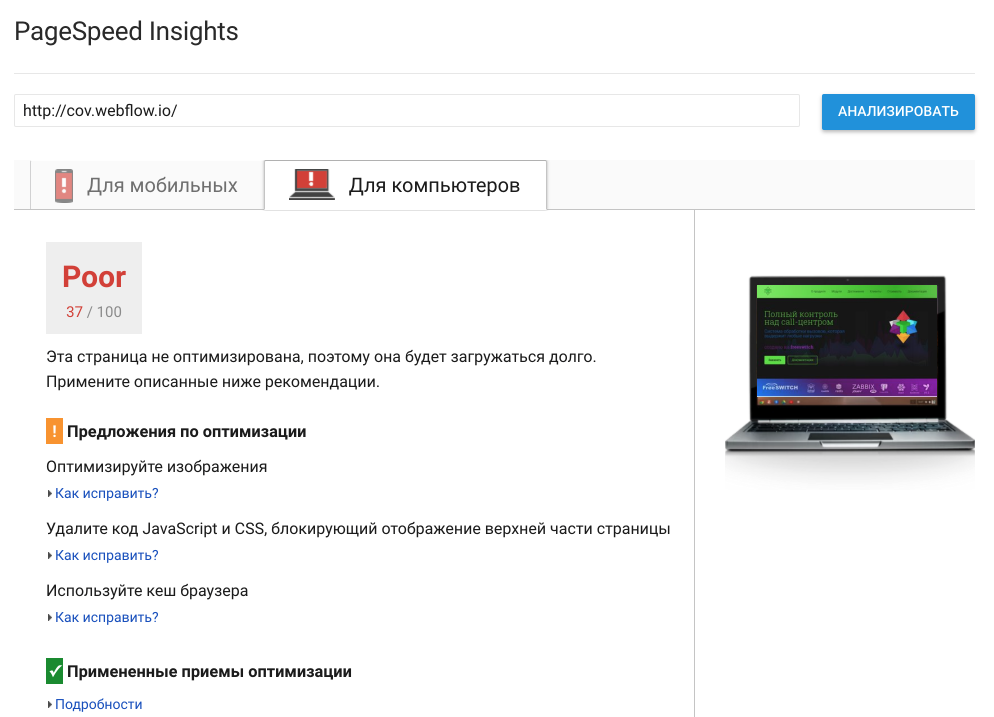 PageSpeed Insights
http://cov.webflow.io/
АНАЛИЗИРОВАТЬ
Для мобильных
Для компьютеров
Poor
37 / 100
Эта страница не оптимизирована, поэтому она будет загружаться долго.
Примените описанные ниже рекомендации.
Полный контроль
над call-центром
FreeSWITCH
ZABBIX
! Предложения по оптимизации
Оптимизируйте изображения
Как исправить?
Удалите код JavaScript и CSS, блокирующий отображение верхней части страницы
Как исправить?
Используйте кеш браузера
Как исправить?
Примененные приемы оптимизации
Подробности